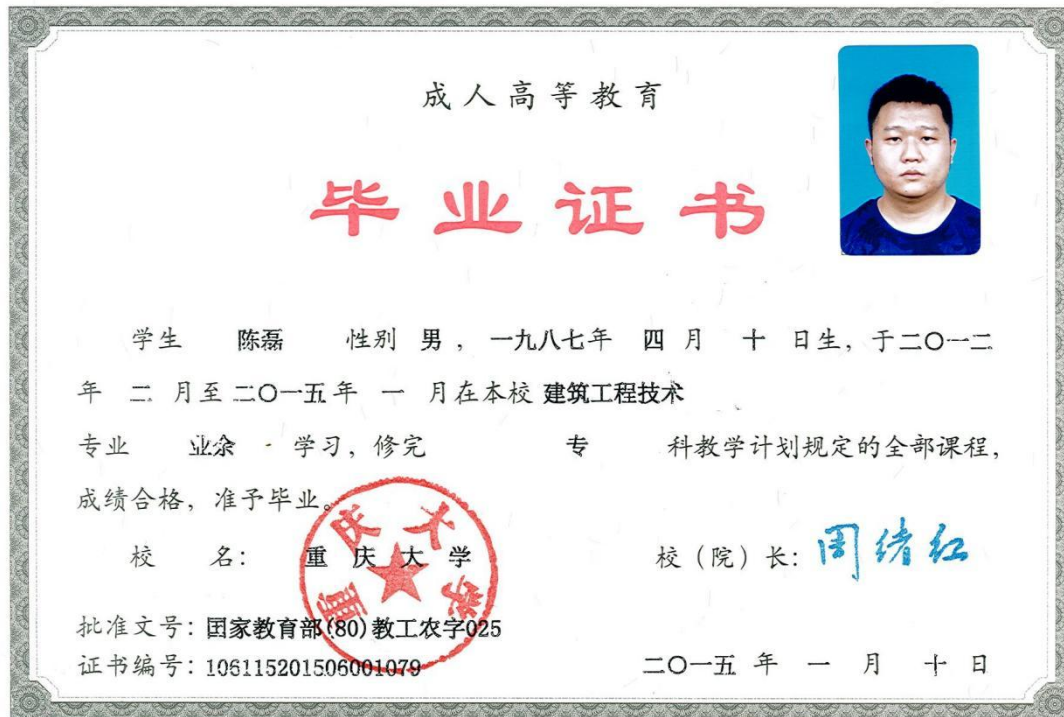 成人高等教育
毕业证书
学生 陈磊 性别 男 ， 一九八七年 四 月 十 日生，于二〇一二
年 二 月至 二〇一五年 一 月在本校 建筑工程技术
专业 业余 学习，修完 专 科教学计划规定的全部课程，
成绩合格，准予毕业。
校 名： 重 庆 大 学
校（院）长：周绪红
重庆大学
批准文号：国家教育部(80)教工农字025
证书编号：106115201506001079
二〇一五 年 一 月 十 日